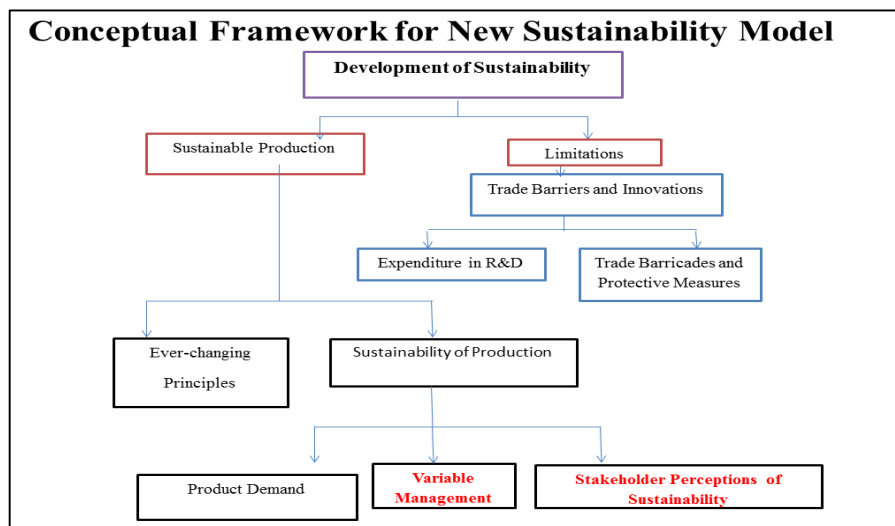 Conceptual Framework for New Sustainability Model
Development of Sustainability
Sustainable Production
Limitations
Trade Barriers and Innovations
Expenditure in R&D
Trade Barricades and
Protective Measures
Ever-changing
Principles
Sustainability of Production
Product Demand
Variable
Management
Stakeholder Perceptions of
Sustainability